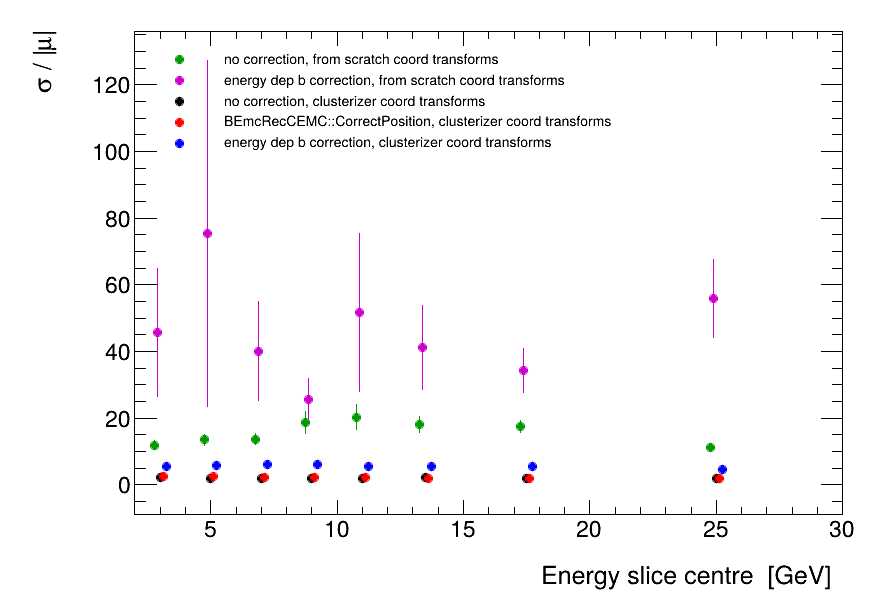 σ / |μ|
no correction, from scratch coord transforms
energy dep b correction, from scratch coord transforms
no correction, clusterizer coord transforms
BEmcRecCEMC::CorrectPosition, clusterizer coord transforms
energy dep b correction, clusterizer coord transforms
120
100
80
60
40
20
0
5 10 15 20 25 30
Energy slice centre [GeV]